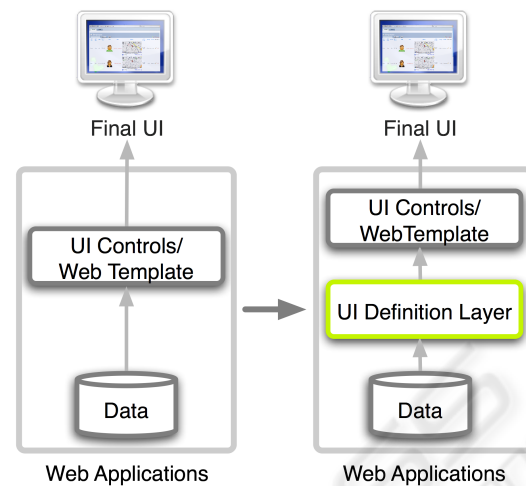 Final UI
UI Controls/
Web Template
Data
Web Applications
Final UI
UI Controls/
WebTemplate
UI Definition Layer
Data
Web Applications